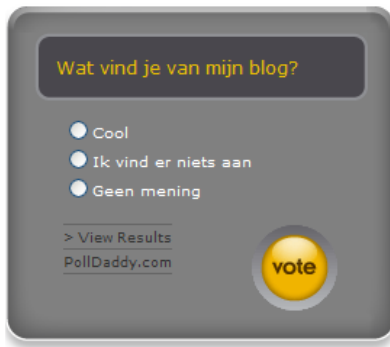 Wat vind je van mijn blog?
Cool
Ik vind er niets aan
Geen mening
> View Results
PollDaddy.com
vote